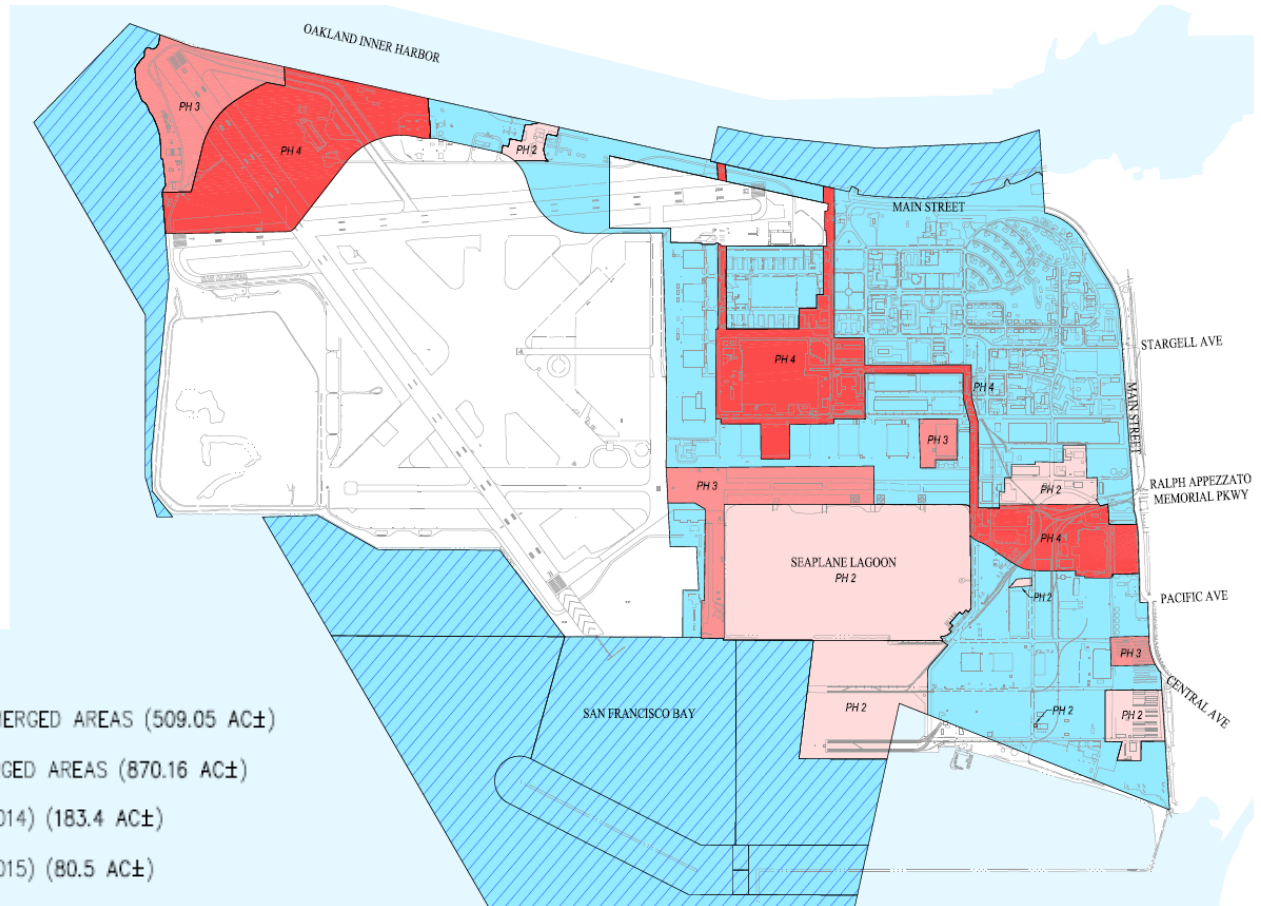 OAKLAND INNER HARBOR
PH 3
PH 4
PH 2
MAIN STREET
STARGELL AVE
PH 4
PH 4
MAIN STREET
PH 3
PH 2
RALPH APPEZZATO
MEMORIAL PKWY
PH 3
PH 4
SEAPLANE LAGOON
PH 2
PH 2
PACIFIC AVE
PH 3
CENTRAL AVE
SAN FRANCISCO BAY
PH 2
PH 2
PH 2
MERGED AREAS (509.05 AC±)
GED AREAS (870.16 AC±)
014) (183.4 AC±)
015) (80.5 AC±)